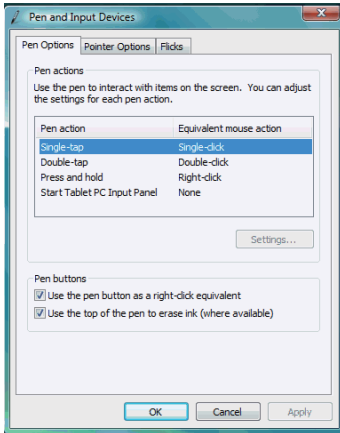 Pen and Input Devices
Pen Options Pointer Options Flicks
Pen actions
Use the pen to interact with items on the screen. You can adjust
the settings for each pen action.
Pen action Equivalent mouse action
Single-tap Single-click
Double-tap Double-click
Press and hold Right-click
Start Tablet PC Input Panel None
Settings...
Pen buttons
Use the pen button as a right-click equivalent
Use the top of the pen to erase ink (where available)
OK Cancel Apply